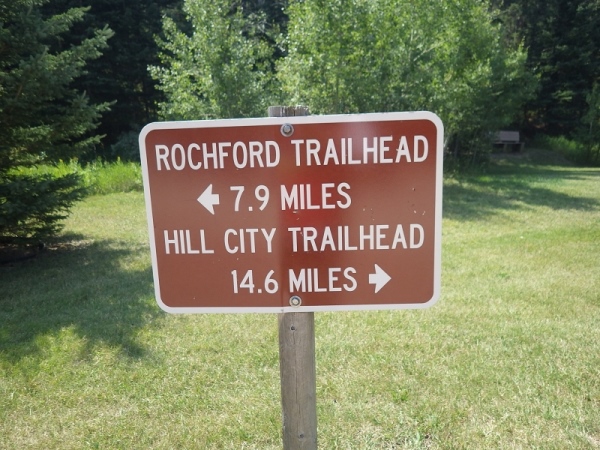 ROCHFORD TRAILHEAD
← 7.9 MILES
HILL CITY TRAILHEAD
14.6 MILES →